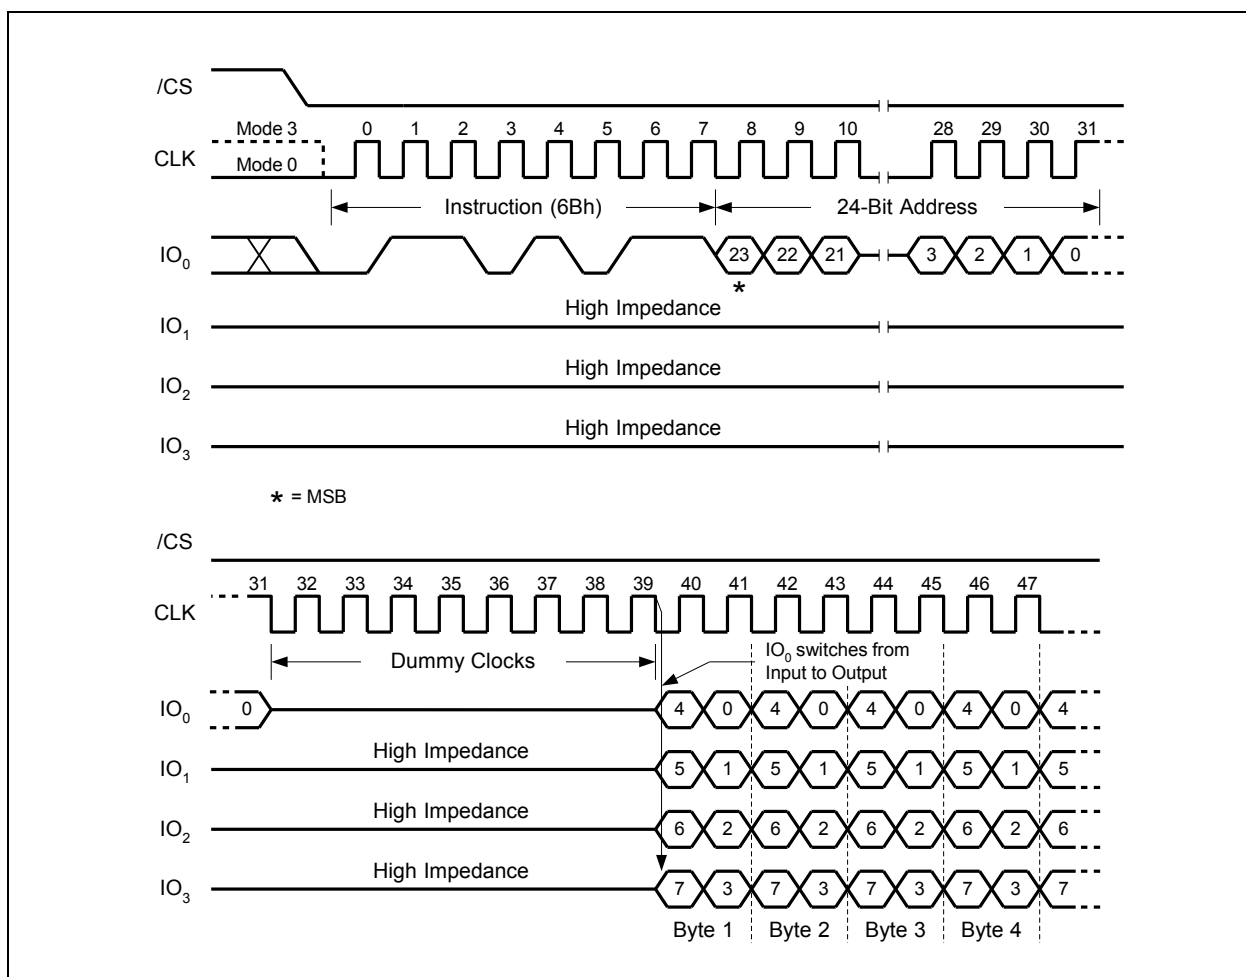 /CS
Mode 3 0 1 2 3 4 5 6 7 8 9 10 28 29 30 31
CLK
Mode 0
Instruction (6Bh) 24-Bit Address
IO0 23 22 21 3 2 1 0
*
High Impedance
IO1
High Impedance
IO2
High Impedance
IO3
* = MSB
/CS
31 32 33 34 35 36 37 38 39 40 41 42 43 44 45 46 47
CLK
Dummy Clocks
IO0 switches from
Input to Output
IO0 0 4 0 4 0 4 0 4 0 4
High Impedance
IO1 5 1 5 1 5 1 5 1 5
High Impedance
IO2 6 2 6 2 6 2 6 2 6
High Impedance
IO3 7 3 7 3 7 3 7 3 7
Byte 1 Byte 2 Byte 3 Byte 4